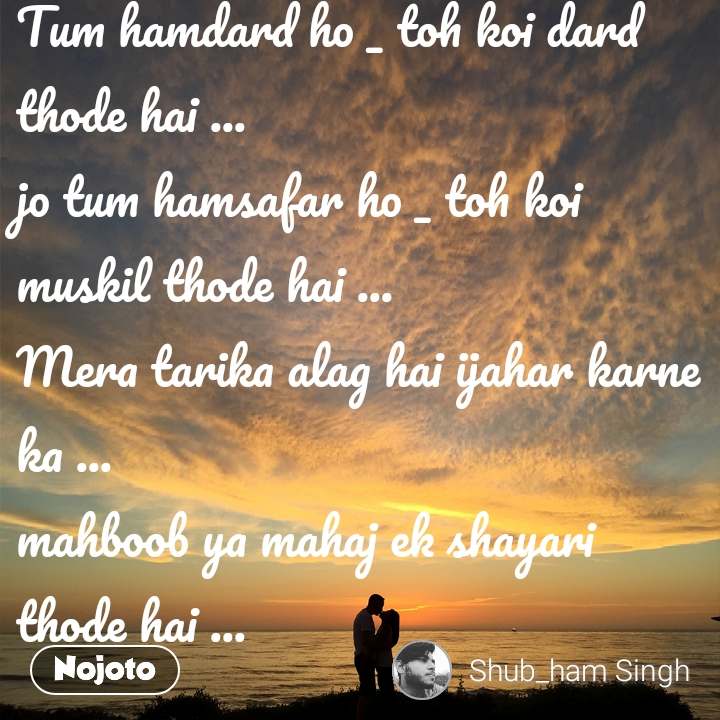 Tum hamdard ho _ toh koi dard
thode hai ...
jo tum hamsafar ho _ toh koi
muskil thode hai ...
Mera tarika alag hai ijahar karne
ka ...
mahboob ya mahaj ek shayari
thode hai ...
Nojoto
Shub_ham Singh